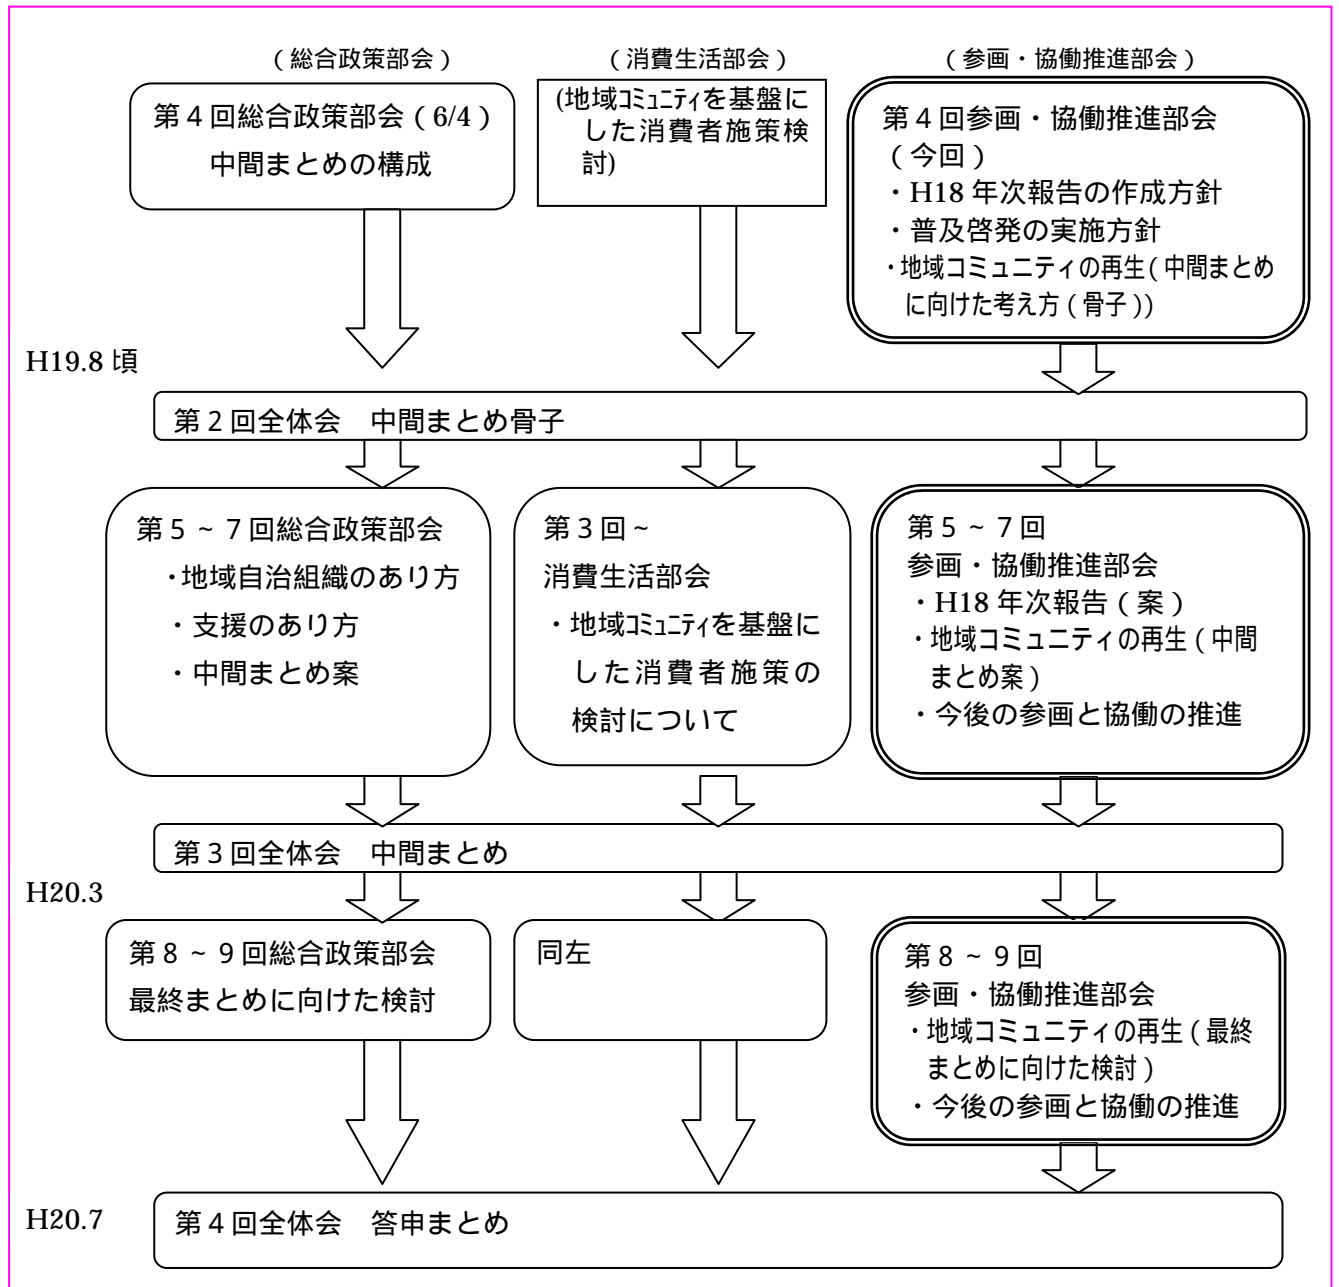 （総合政策部会）
（消費生活部会）
（参画・協働推進部会）
第４回総合政策部会（6/4）
中間まとめの構成
(地域ｺﾐｭﾆﾃｨを基盤に
した消費者施策検
討)
第４回参画・協働推進部会
（今回）
・H18 年次報告の作成方針
・普及啓発の実施方針
・地域コミュニティの再生（中間まとめ
に向けた考え方（骨子））
H19.8 頃
第２回全体会　中間まとめ骨子
第５～７回総合政策部会
・地域自治組織のあり方
・支援のあり方
・中間まとめ案
第３回～
消費生活部会
・地域ｺﾐｭﾆﾃｨを基盤に
した消費者施策の
検討について
第５～７回
参画・協働推進部会
・H18 年次報告（案）
・地域コミュニティの再生（中間
まとめ案）
・今後の参画と協働の推進
第３回全体会　中間まとめ
H20.3
第８～９回総合政策部会
最終まとめに向けた検討
同左
第８～９回
参画・協働推進部会
・地域コミュニティの再生（最終
まとめに向けた検討）
・今後の参画と協働の推進
H20.7
第４回全体会　答申まとめ